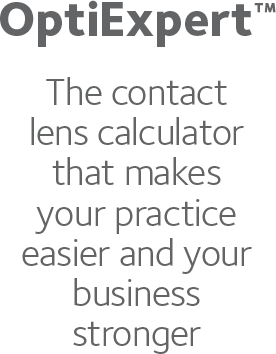 OptiExpert™
The contact
lens calculator
that makes
your practice
easier and your
business
stronger